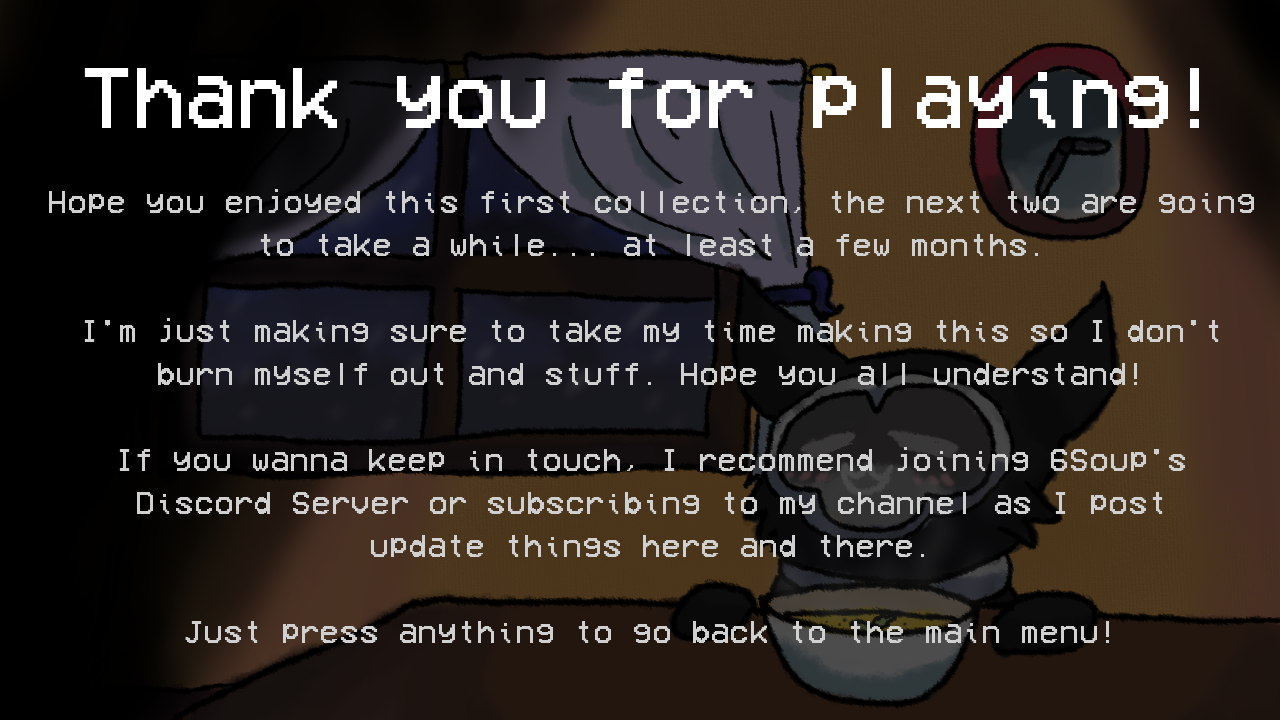 Thank you for playing!
Hope you enjoyed this first collection, the next two are going
to take a while... at least a few months.
I'm just making sure to take my time making this so I don't
burn myself out and stuff. Hope you all understand!
If you wanna keep in touch, I recommend joining 6Soup's
Discord Server or subscribing to my channel as I post
update things here and there.
Just press anything to go back to the main menu!